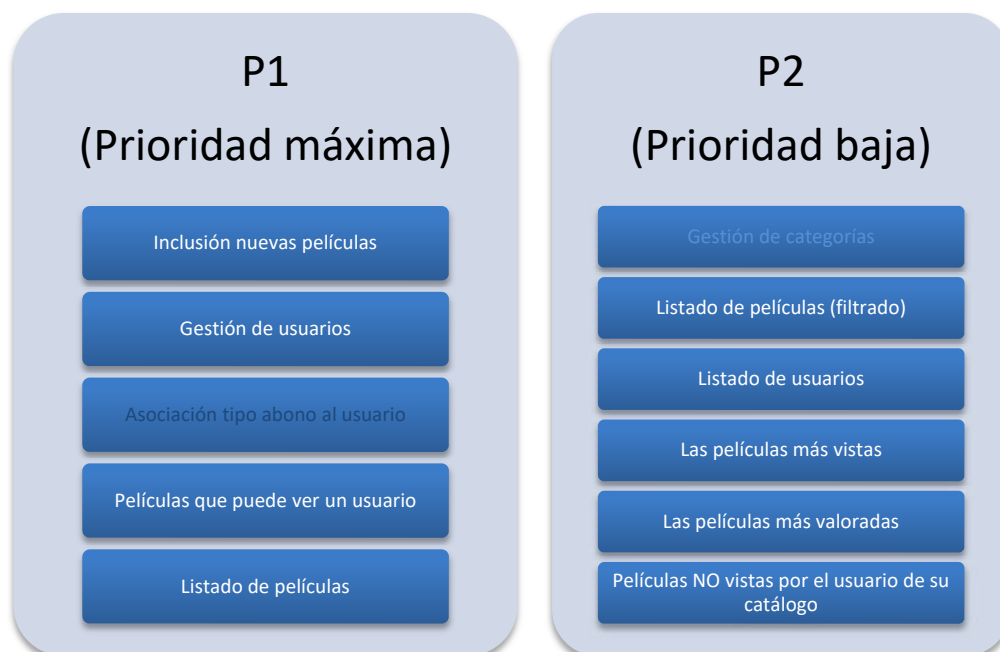 P1
(Prioridad máxima)
Inclusión nuevas películas
Gestión de usuarios
Asociación tipo abono al usuario
Películas que puede ver un usuario
Listado de películas
P2
(Prioridad baja)
Gestión de categorías
Listado de películas (filtrado)
Listado de usuarios
Las películas más vistas
Las películas más valoradas
Películas NO vistas por el usuario de su
catálogo